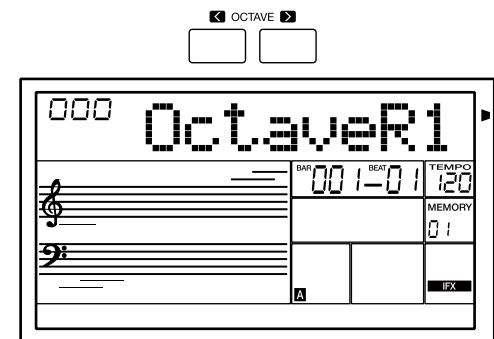 OCTAVE
000 OctaveR1
BAR 001 BEAT -01 TEMPO 120
MEMORY
01
A IFX